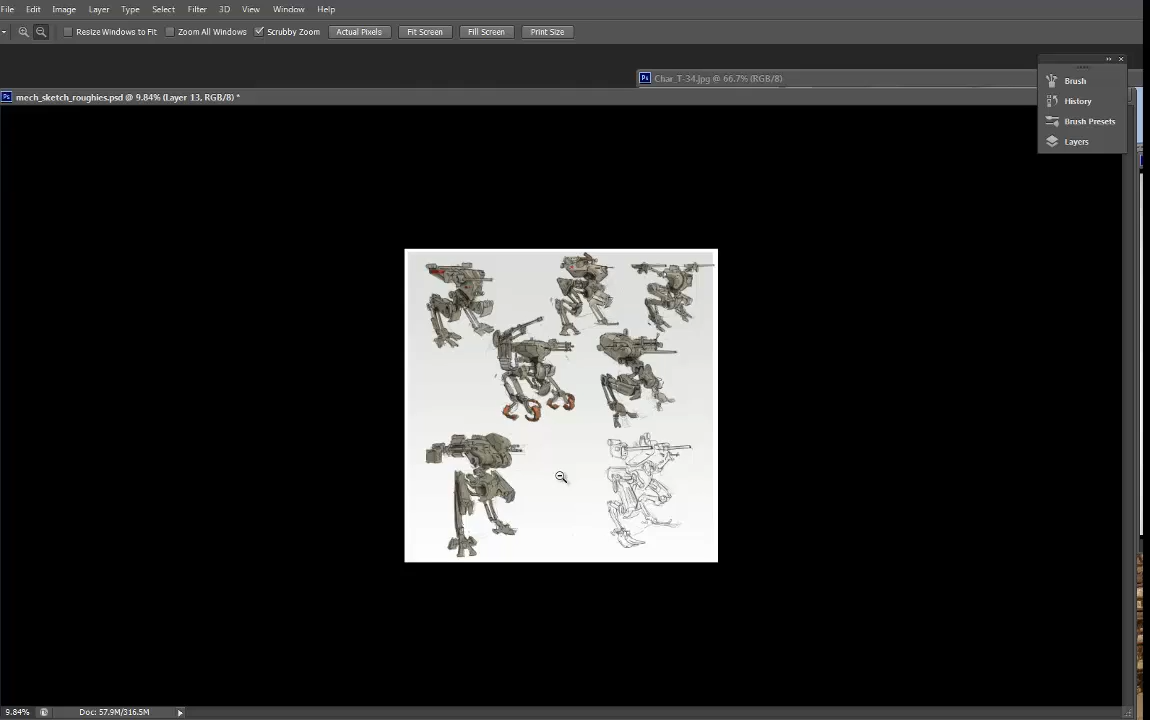 File Edit Image Layer Type Select Filter 3D View Window Help
Resize Windows to Fit Zoom All Windows Scrubby Zoom Actual Pixels Fit Screen Fill Screen Print Size
Char_T-34.jpg @ 66.7% (RGB/8)
mech_sketch_roughies.psd @ 9.84% (Layer 13, RGB/8) *
Brush
History
Brush Presets
Layers
9.84% Doc: 57.9M/316.5M